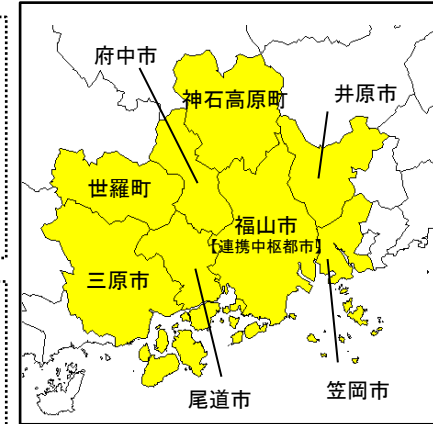 府中市
神石高原町
井原市
世羅町
福山市
【連携中枢都市】
三原市
尾道市
笠岡市